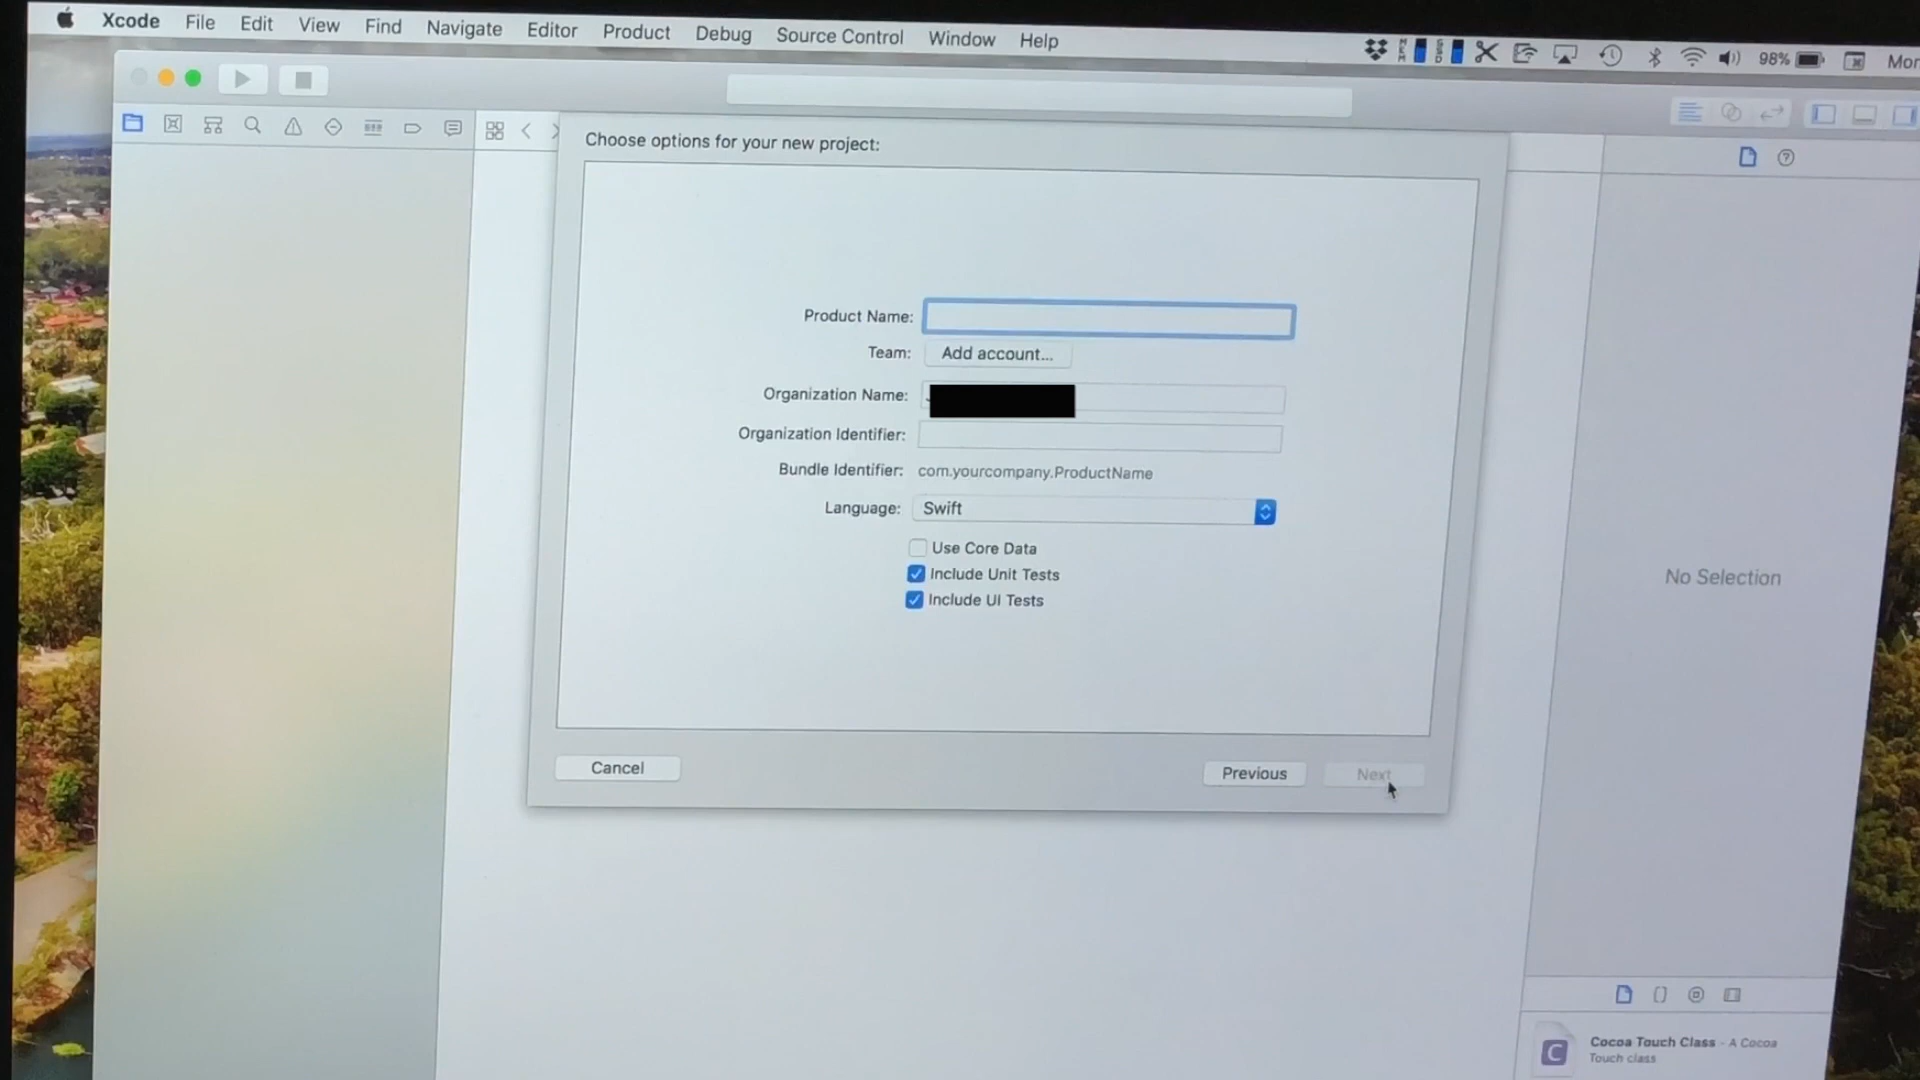 Xcode File Edit View Find Navigate Editor Product Debug Source Control Window Help 98% Mon
Choose options for your new project:
Product Name:
Team: Add account...
Organization Name:
Organization Identifier:
Bundle Identifier: com.yourcompany.ProductName
Language: Swift
Use Core Data
Include Unit Tests
Include UI Tests
No Selection
Cancel Previous Next
C Cocoa Touch Class - A Cocoa
Touch class